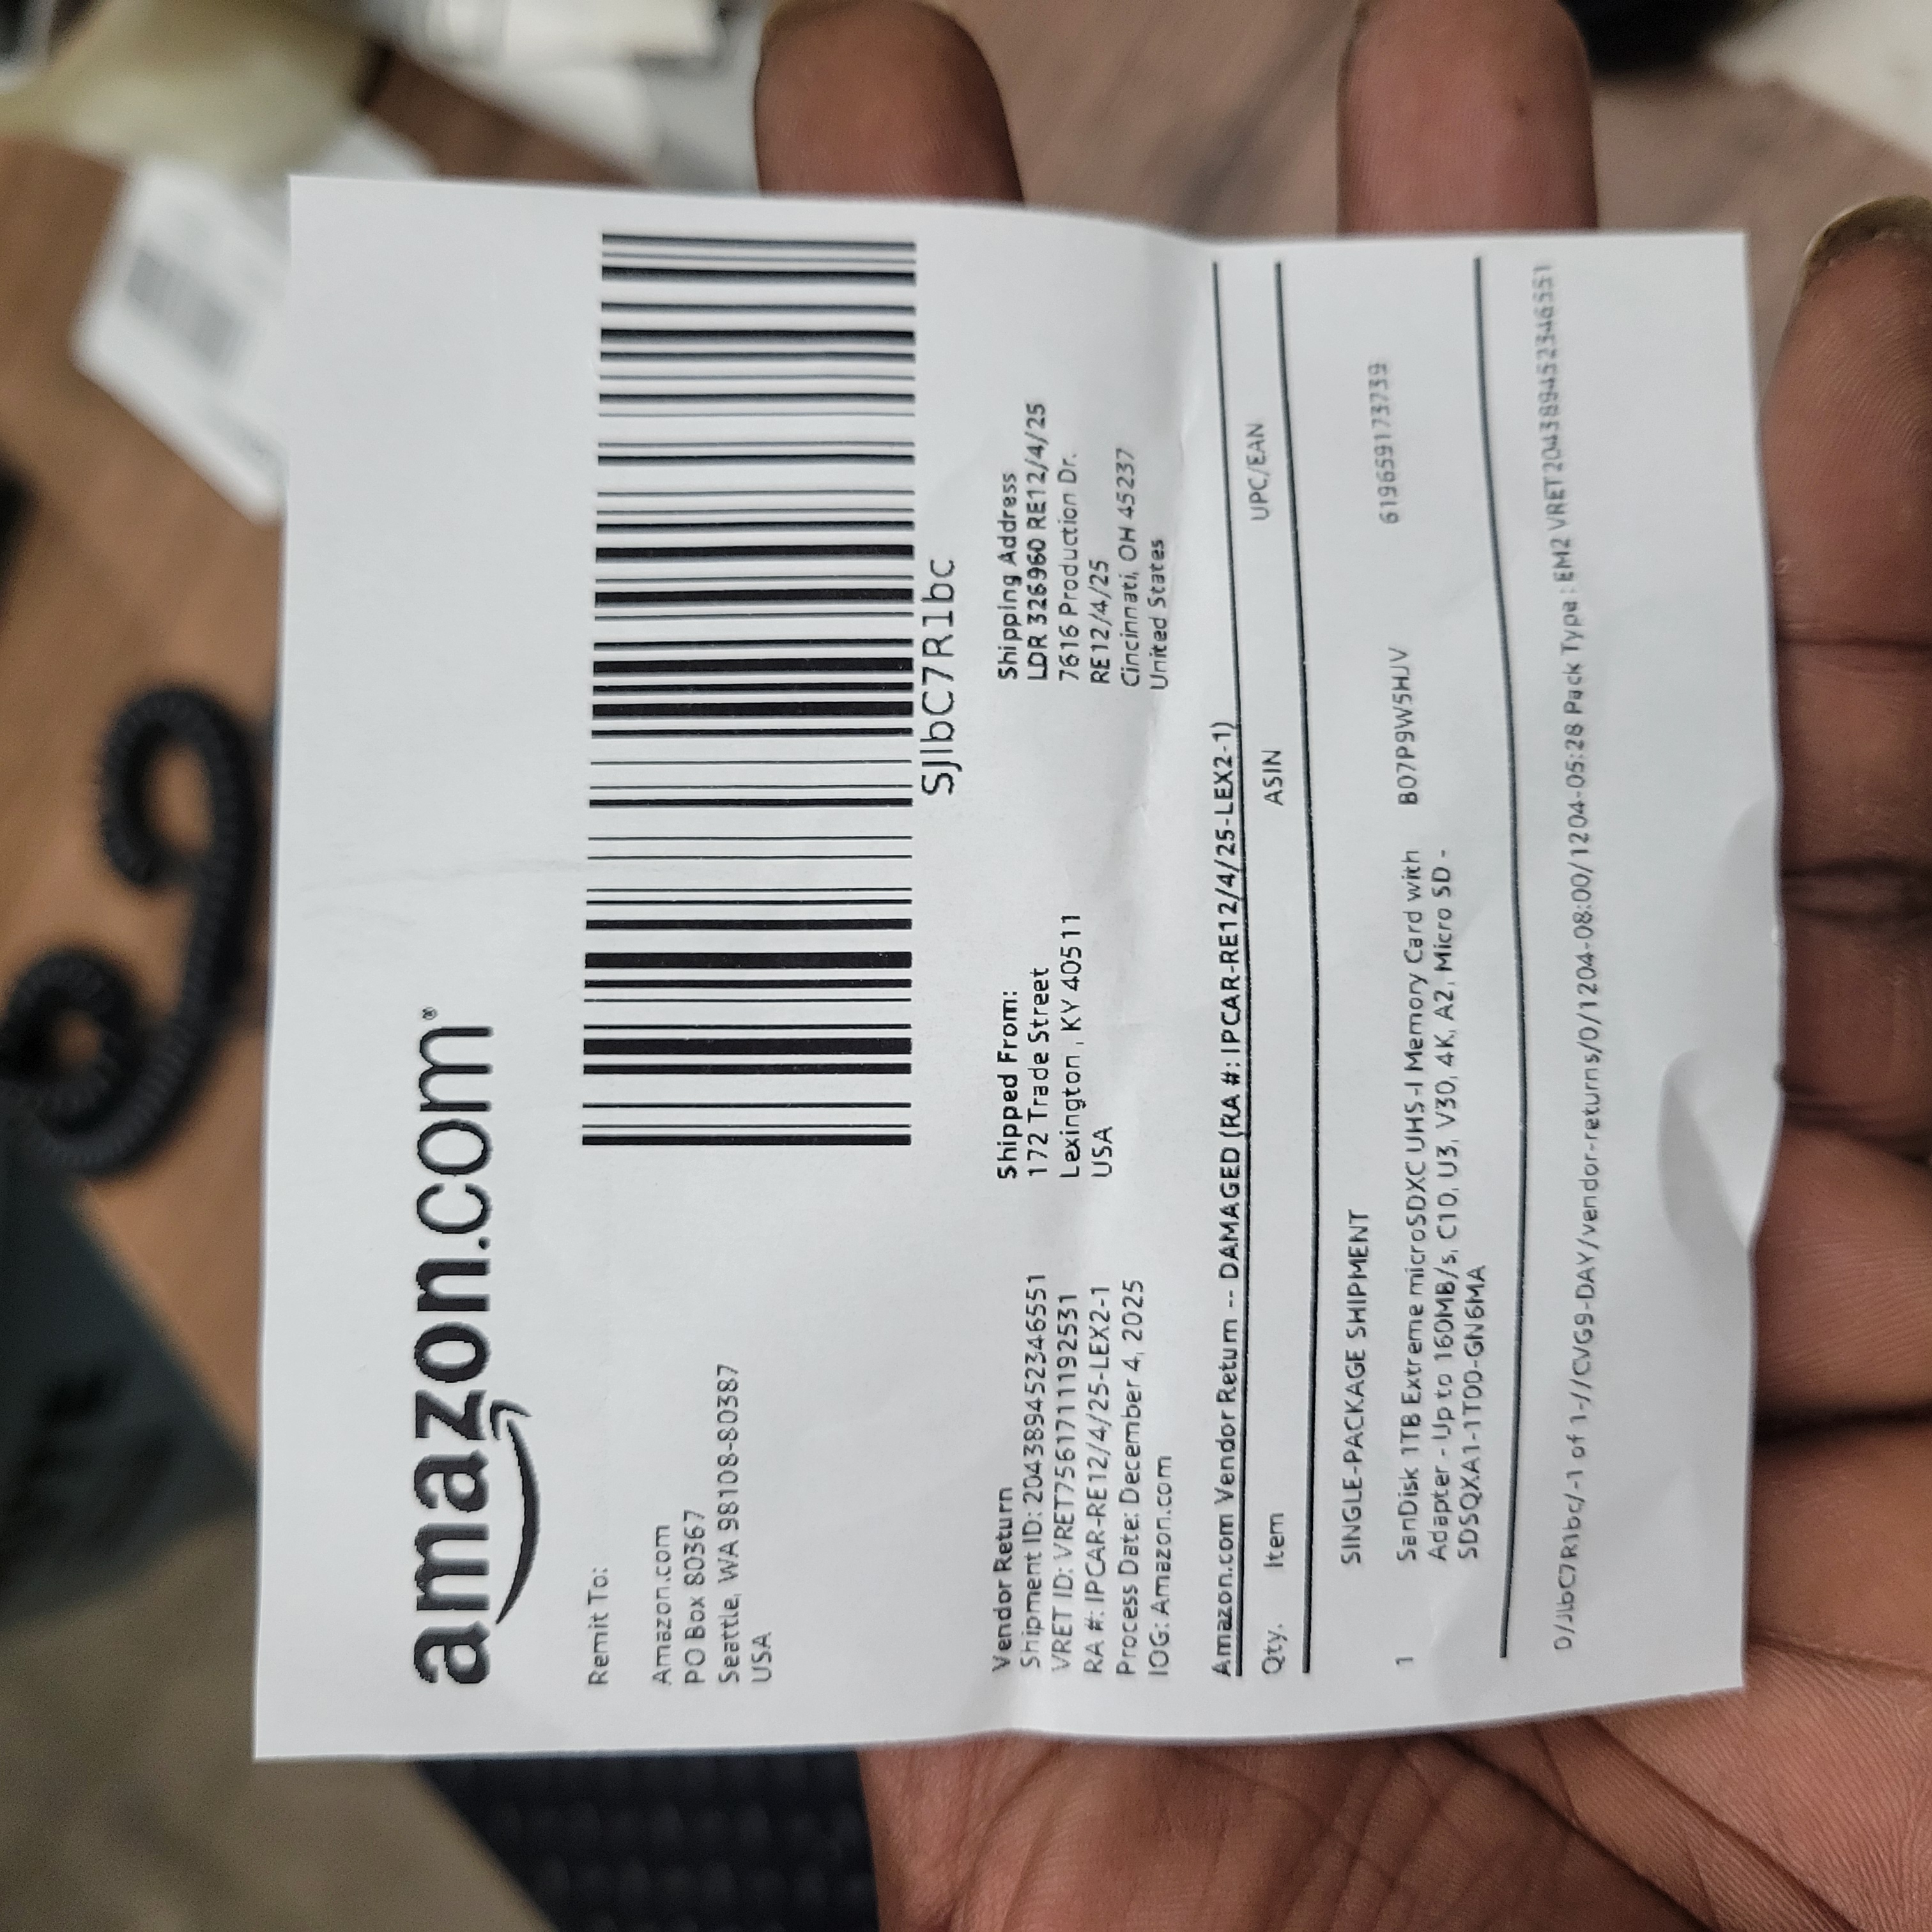 amazon.com®
Remit To:
Amazon.com
PO Box 80367
Seattle, WA 98108-80387
USA
SJlbC7R1bc
Vendor Return
Shipment ID: 20438945234655​1
VRET ID: VRET7561711192531
RA #: IPCAR-RE12/4/25-LEX2-1
Process Date: December 4, 2025
IOG: Amazon.com
Shipped From:
172 Trade Street
Lexington , KY 40511
USA
Shipping Address
LDR 326960 RE12/4/25
7616 Production Dr.
RE12/4/25
Cincinnati, OH 45237
United States
Amazon.com Vendor Return -- DAMAGED (RA #: IPCAR-RE12/4/25-LEX2-1)
Qty. Item ASIN UPC/EAN
SINGLE-PACKAGE SHIPMENT
1 SanDisk 1TB Extreme microSDXC UHS-I Memory Card with B07P9W5HJV 619659173739
Adapter - Up to 160MB/s, C10, U3, V30, 4K, A2, Micro SD -
SDSQXA1-1T00-GN6MA
0/JlbC7R1bc/-1 of 1-//CVG9-DAY/vendor-returns/0/1204-08:00/1204-05:28 Pack Type : EM2 VRET204389452346551